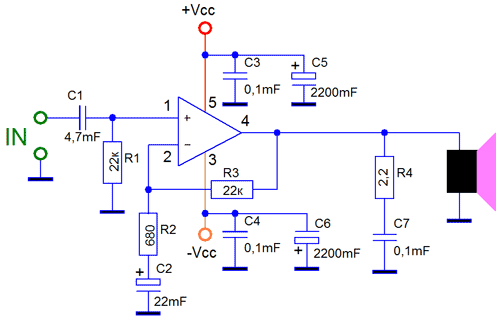 +Vcc
C3
C5
+
0,1mF
2200mF
C1
1
5
4
IN
4,7mF
+
−
22к
R1
2
3
R3
22к
2.2
R4
680
R2
C4
C6
C7
-Vcc
0,1mF
+
2200mF
0,1mF
+
C2
22mF